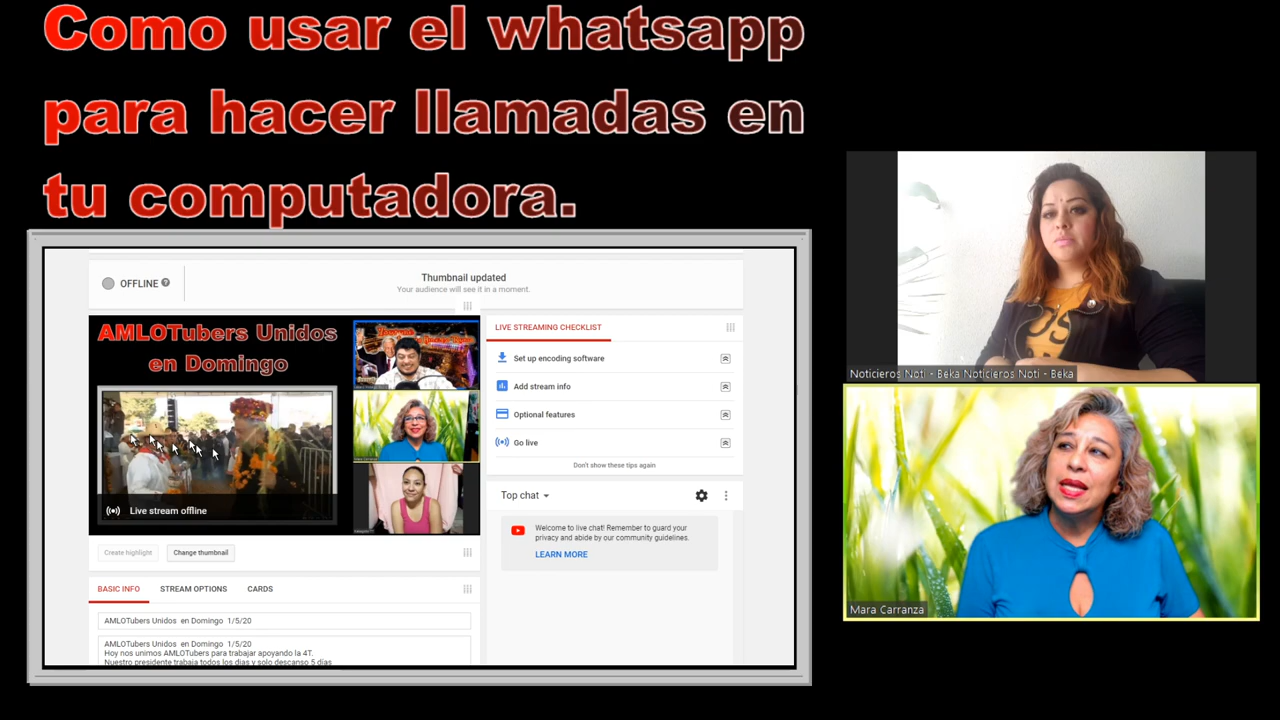 Como usar el whatsapp
para hacer llamadas en
tu computadora.
OFFLINE
Thumbnail updated
Your audience will see it in a moment.
AMLOTubers Unidos
en Domingo
Live stream offline
Create highlight
Change thumbnail
BASIC INFO
STREAM OPTIONS
CARDS
AMLOTubers Unidos en Domingo 1/5/20
AMLOTubers Unidos en Domingo 1/5/20
Hoy nos unimos AMLOTubers para trabajar apoyando la 4T.
Nuestro presidente trabaja todos los dias y solo descanso 5 dias
LIVE STREAMING CHECKLIST
Set up encoding software
Add stream info
Optional features
Go live
Don't show these tips again
Top chat
Welcome to live chat! Remember to guard your
privacy and abide by our community guidelines.
LEARN MORE
Noticieros Noti - Beka Noticieros Noti - Beka
Mara Carranza